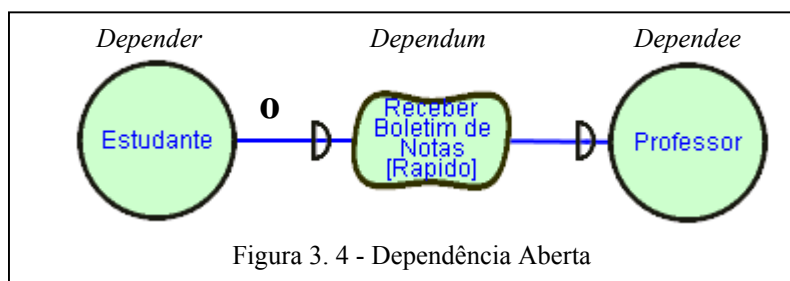 Depender Dependum Dependee
O
Estudante
Receber
Boletim de
Notas
[Rapido]
Professor
Figura 3. 4 - Dependência Aberta